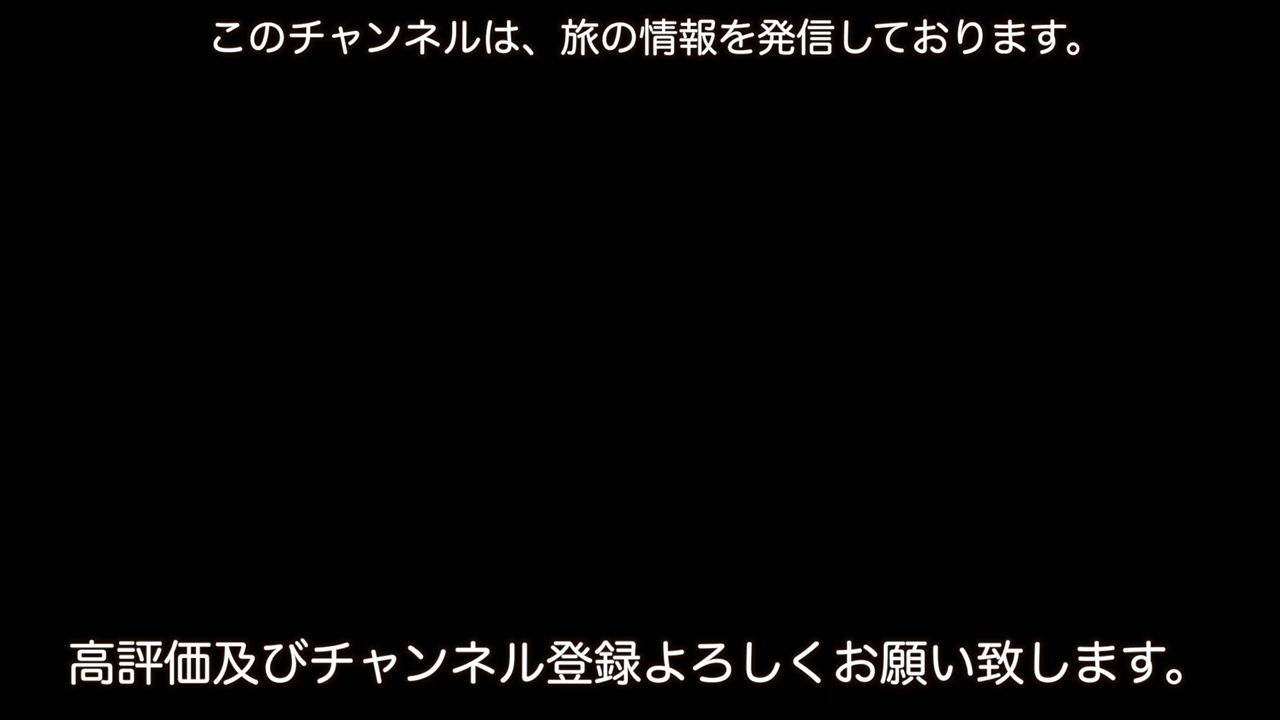 このチャンネルは、旅の情報を発信しております。
高評価及びチャンネル登録よろしくお願い致します。